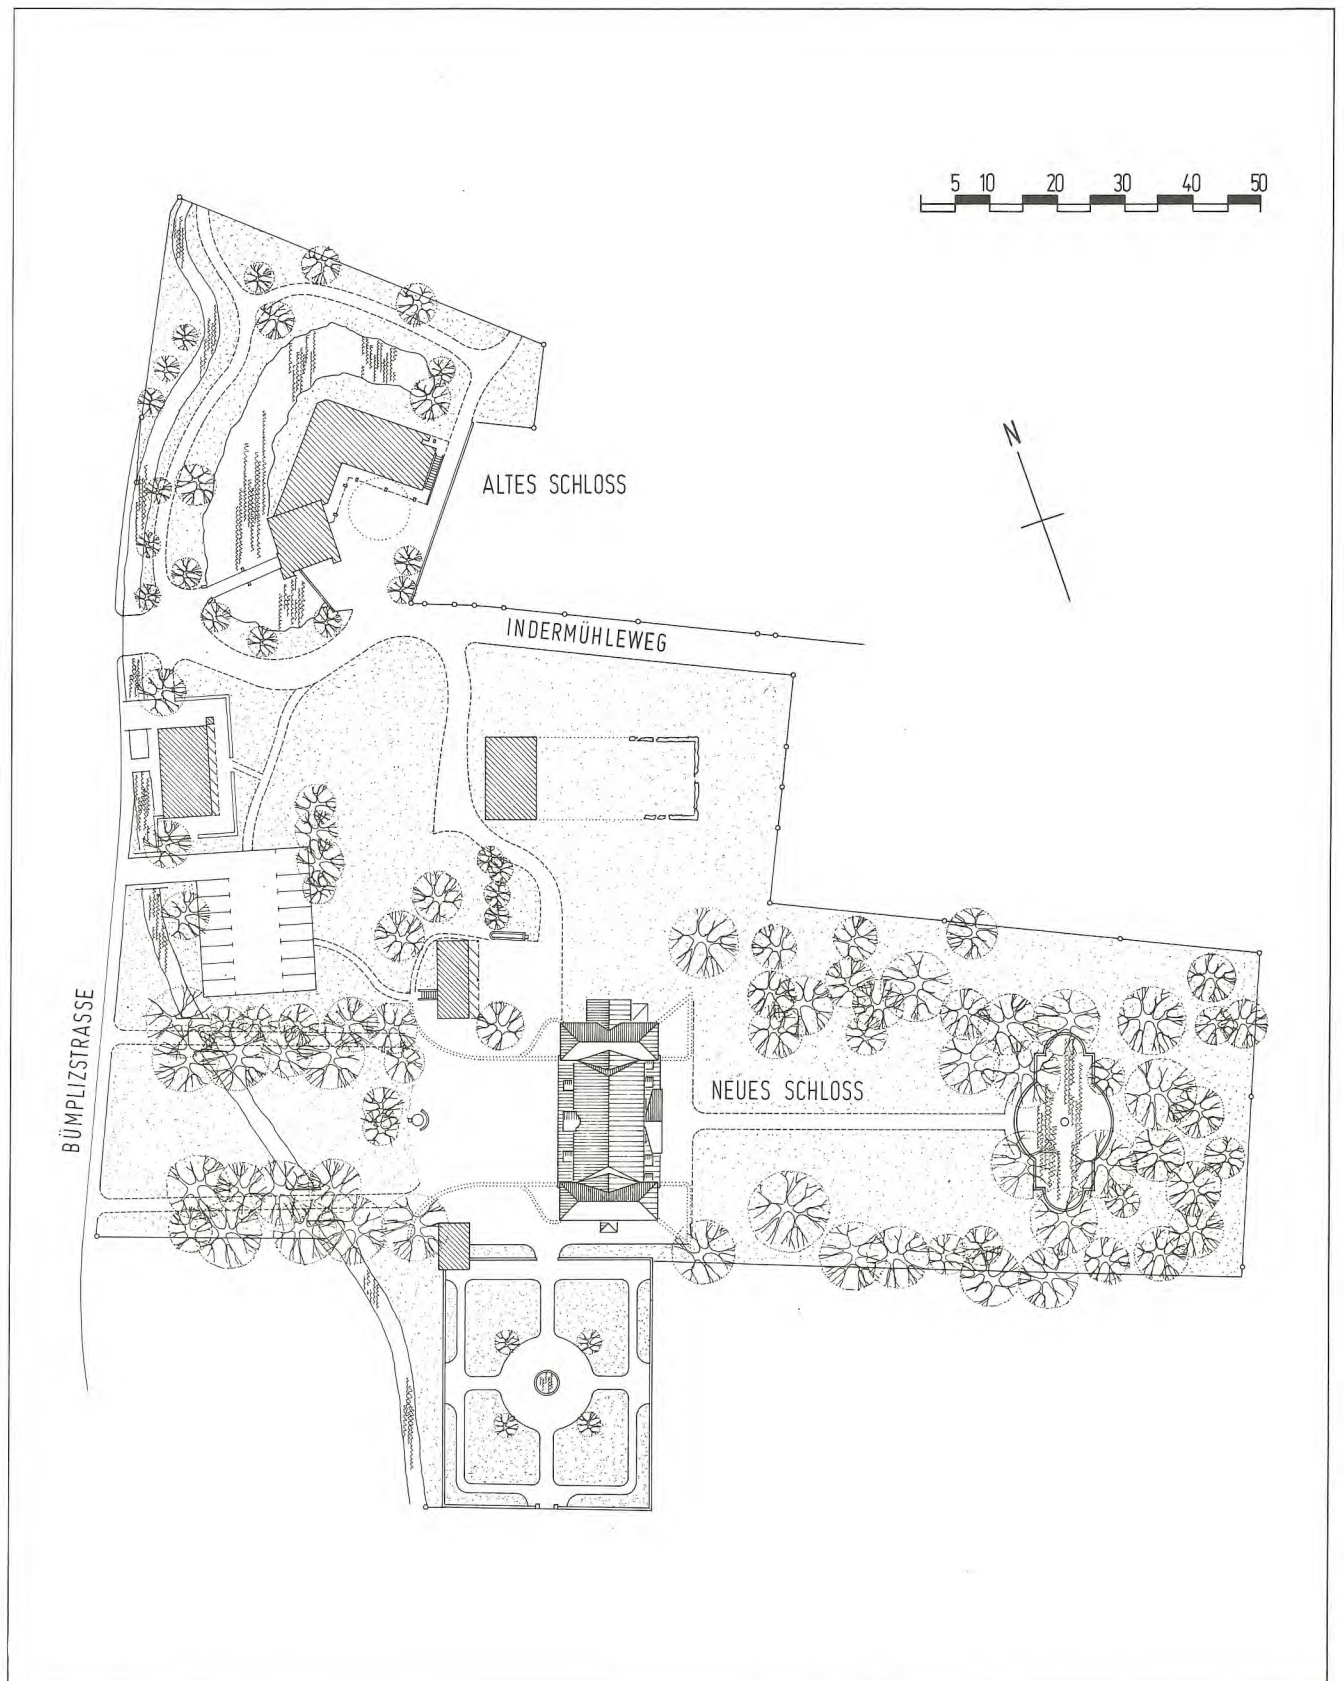 5 10 20 30 40 50
N
ALTES SCHLOSS
INDERMÜHLEWEG
NEUES SCHLOSS
BÜMPLIZSTRASSE